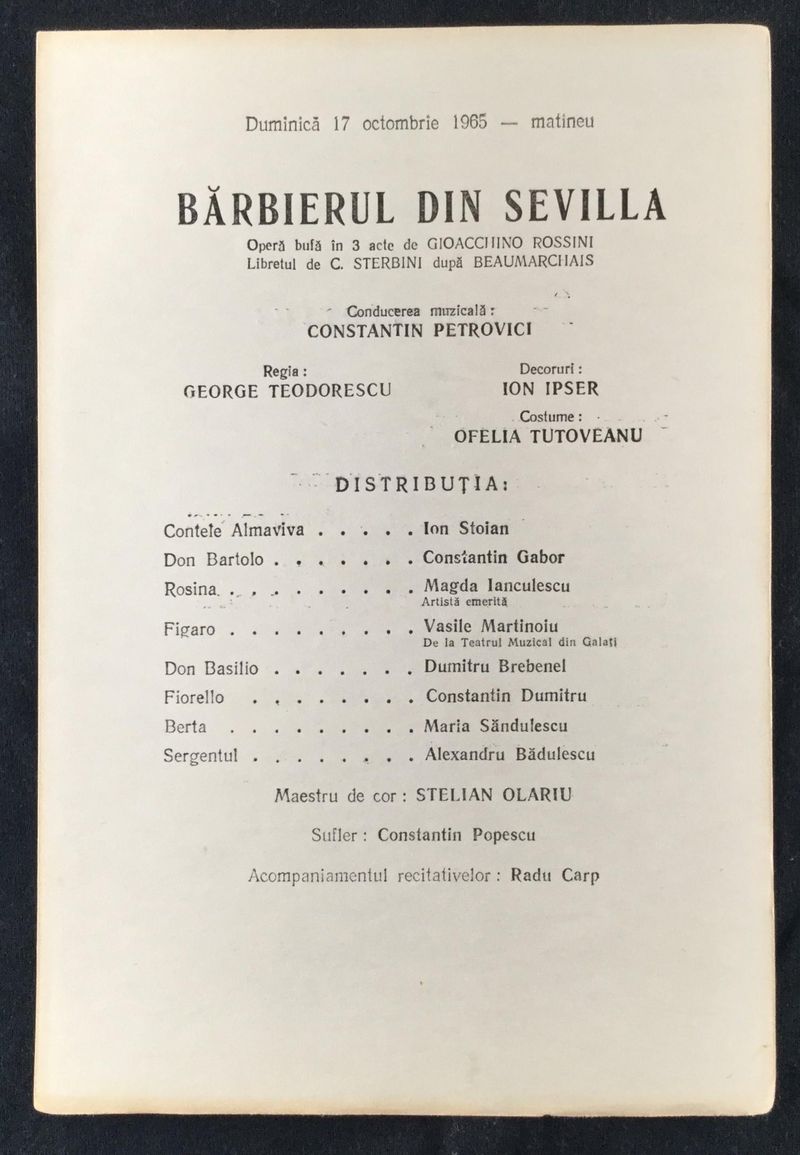 Duminică 17 octombrie 1965 — matineu
BĂRBIERUL DIN SEVILLA
Operă bufă în 3 acte de GIOACCHINO ROSSINI
Libretul de C. STERBINI după BEAUMARCHAIS
Conducerea muzicală :
CONSTANTIN PETROVICI
Regia :
GEORGE TEODORESCU
Decoruri :
ION IPSER
Costume :
OFELIA TUTOVEANU
DISTRIBUȚIA:
Contele Almaviva . . . . . Ion Stoian
Don Bartolo . . . . . . . Constantin Gabor
Rosina. . . . . . . . . . Magda Ianculescu
Artistă emerită
Figaro . . . . . . . . . Vasile Martinoiu
De la Teatrul Muzical din Galați
Don Basilio . . . . . . . Dumitru Brebenel
Fiorello . . . . . . . . Constantin Dumitru
Berta . . . . . . . . . Maria Săndulescu
Sergentul . . . . . . . . Alexandru Bădulescu
Maestru de cor : STELIAN OLARIU
Sufler : Constantin Popescu
Acompaniamentul recitativelor : Radu Carp